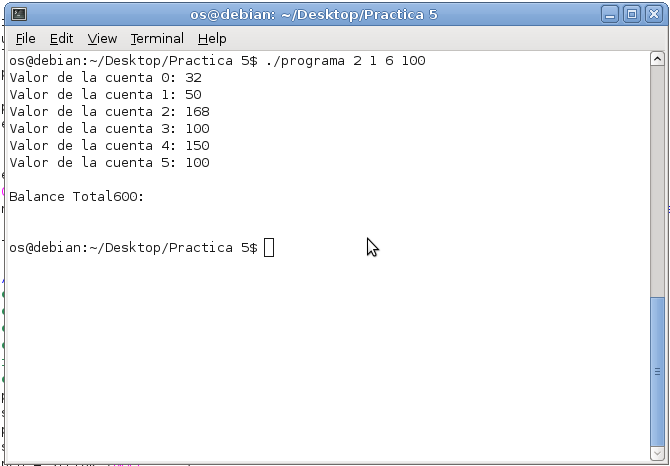 os@debian: ~/Desktop/Practica 5
File Edit View Terminal Help
os@debian:~/Desktop/Practica 5$ ./programa 2 1 6 100
Valor de la cuenta 0: 32
Valor de la cuenta 1: 50
Valor de la cuenta 2: 168
Valor de la cuenta 3: 100
Valor de la cuenta 4: 150
Valor de la cuenta 5: 100
Balance Total600:
os@debian:~/Desktop/Practica 5$